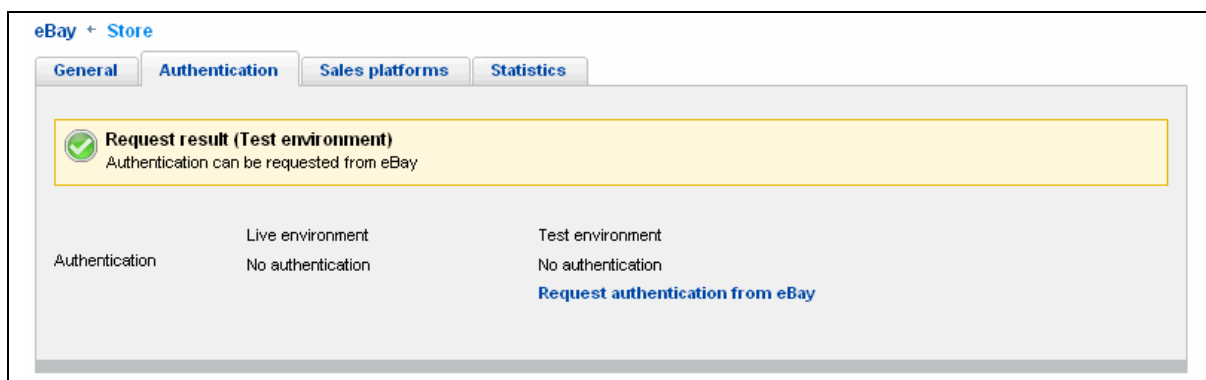 eBay ← Store
General Authentication Sales platforms Statistics
Request result (Test environment)
Authentication can be requested from eBay
Live environment Test environment
Authentication No authentication No authentication
Request authentication from eBay